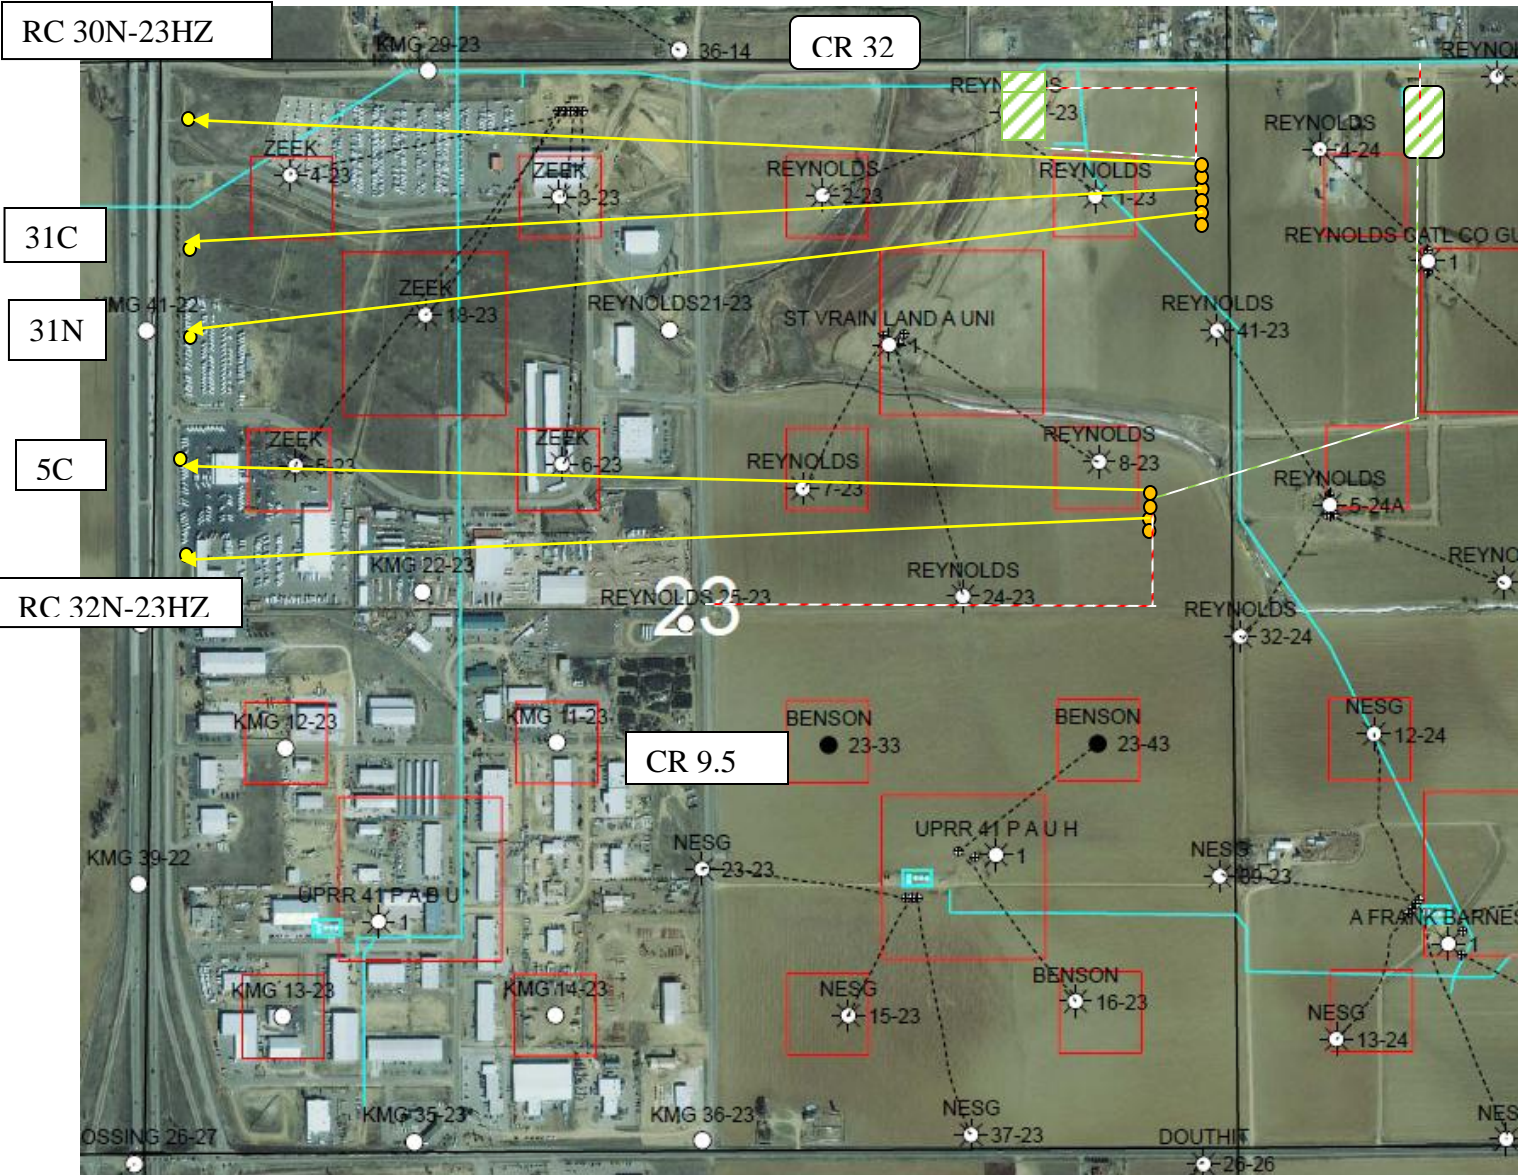 RC 30N-23HZ
KMG 29-23
36-14
CR 32
REYNOL
-23
REYNOLDS
4-24
ZEEK
4-23
ZEEK
3-23
REYNOLDS
2-23
REYNOLDS
1-23
31C
REYNOLDS CATL CO GU
1
ZEEK
18-23
KMG 41-22
REYNOLDS21-23
REYNOLDS
41-23
31N
ST VRAIN LAND A UNI
1
5C
ZEEK
5-23
ZEEK
6-23
REYNOLDS
7-23
REYNOLDS
8-23
REYNOLDS
5-24A
KMG 22-23
REYNOLDS
24-23
REYNO
RC 32N-23HZ
REYNOLDS 25-23
23
REYNOLDS
32-24
KMG 12-23
KMG 11-23
BENSON
23-33
BENSON
23-43
NESG
12-24
CR 9.5
KMG 39-22
NESG
23-23
UPRR 41 P A U H
1
NESG
39-23
UPRR 41 P A B U
1
A FRANK BARNES
1
KMG 13-23
KMG 14-23
NESG
15-23
BENSON
16-23
NESG
13-24
KMG 35-23
KMG 36-23
NESG
37-23
NES
OSSING 26-27
DOUTHIT
26-26